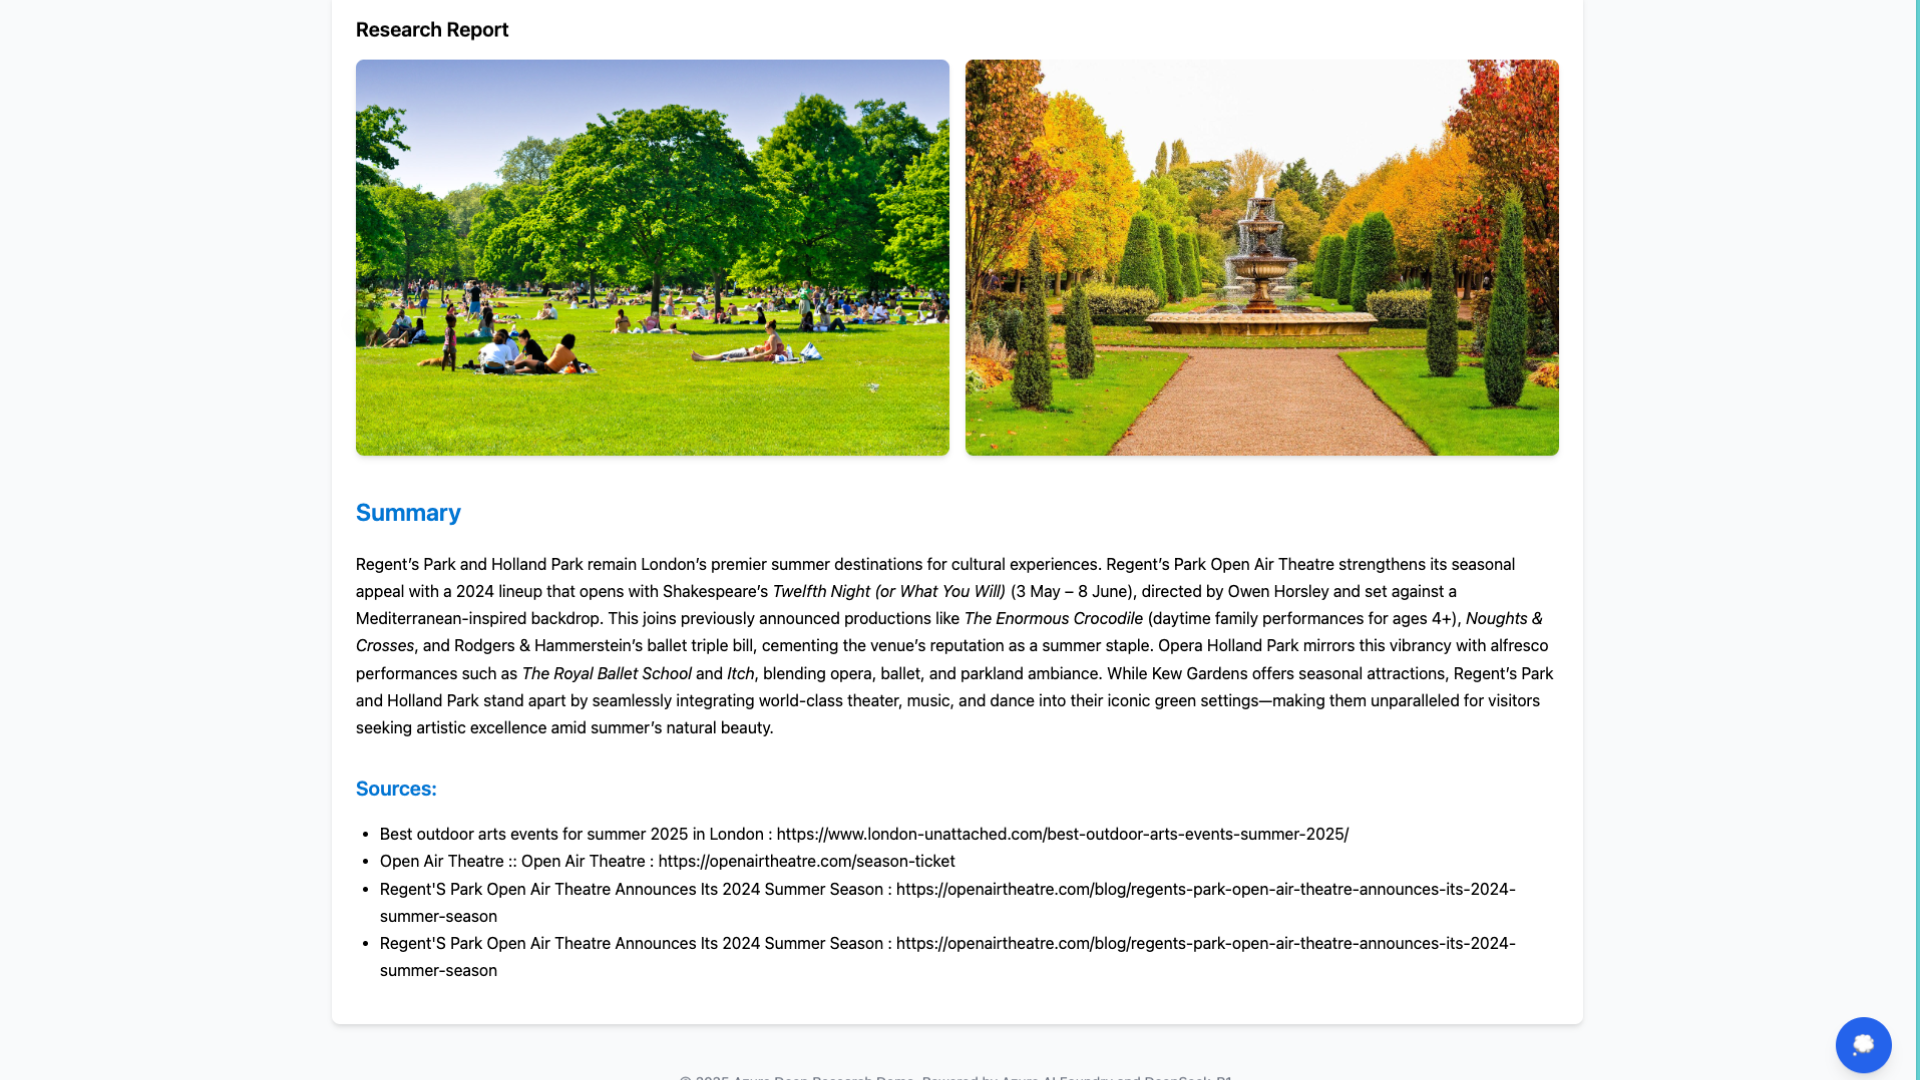 Research Report
Summary
Regent’s Park and Holland Park remain London’s premier summer destinations for cultural experiences. Regent’s Park Open Air Theatre strengthens its seasonal
appeal with a 2024 lineup that opens with Shakespeare’s Twelfth Night (or What You Will) (3 May – 8 June), directed by Owen Horsley and set against a
Mediterranean-inspired backdrop. This joins previously announced productions like The Enormous Crocodile (daytime family performances for ages 4+), Noughts &
Crosses, and Rodgers & Hammerstein’s ballet triple bill, cementing the venue’s reputation as a summer staple. Opera Holland Park mirrors this vibrancy with alfresco
performances such as The Royal Ballet School and Itch, blending opera, ballet, and parkland ambiance. While Kew Gardens offers seasonal attractions, Regent’s Park
and Holland Park stand apart by seamlessly integrating world-class theater, music, and dance into their iconic green settings—making them unparalleled for visitors
seeking artistic excellence amid summer’s natural beauty.
Sources:
• Best outdoor arts events for summer 2025 in London : https://www.london-unattached.com/best-outdoor-arts-events-summer-2025/
• Open Air Theatre :: Open Air Theatre : https://openairtheatre.com/season-ticket
• Regent'S Park Open Air Theatre Announces Its 2024 Summer Season : https://openairtheatre.com/blog/regents-park-open-air-theatre-announces-its-2024-
summer-season
• Regent'S Park Open Air Theatre Announces Its 2024 Summer Season : https://openairtheatre.com/blog/regents-park-open-air-theatre-announces-its-2024-
summer-season
© 2025 Azure Deep Research Demo. Powered by Azure AI Foundry and DeepSeek-R1